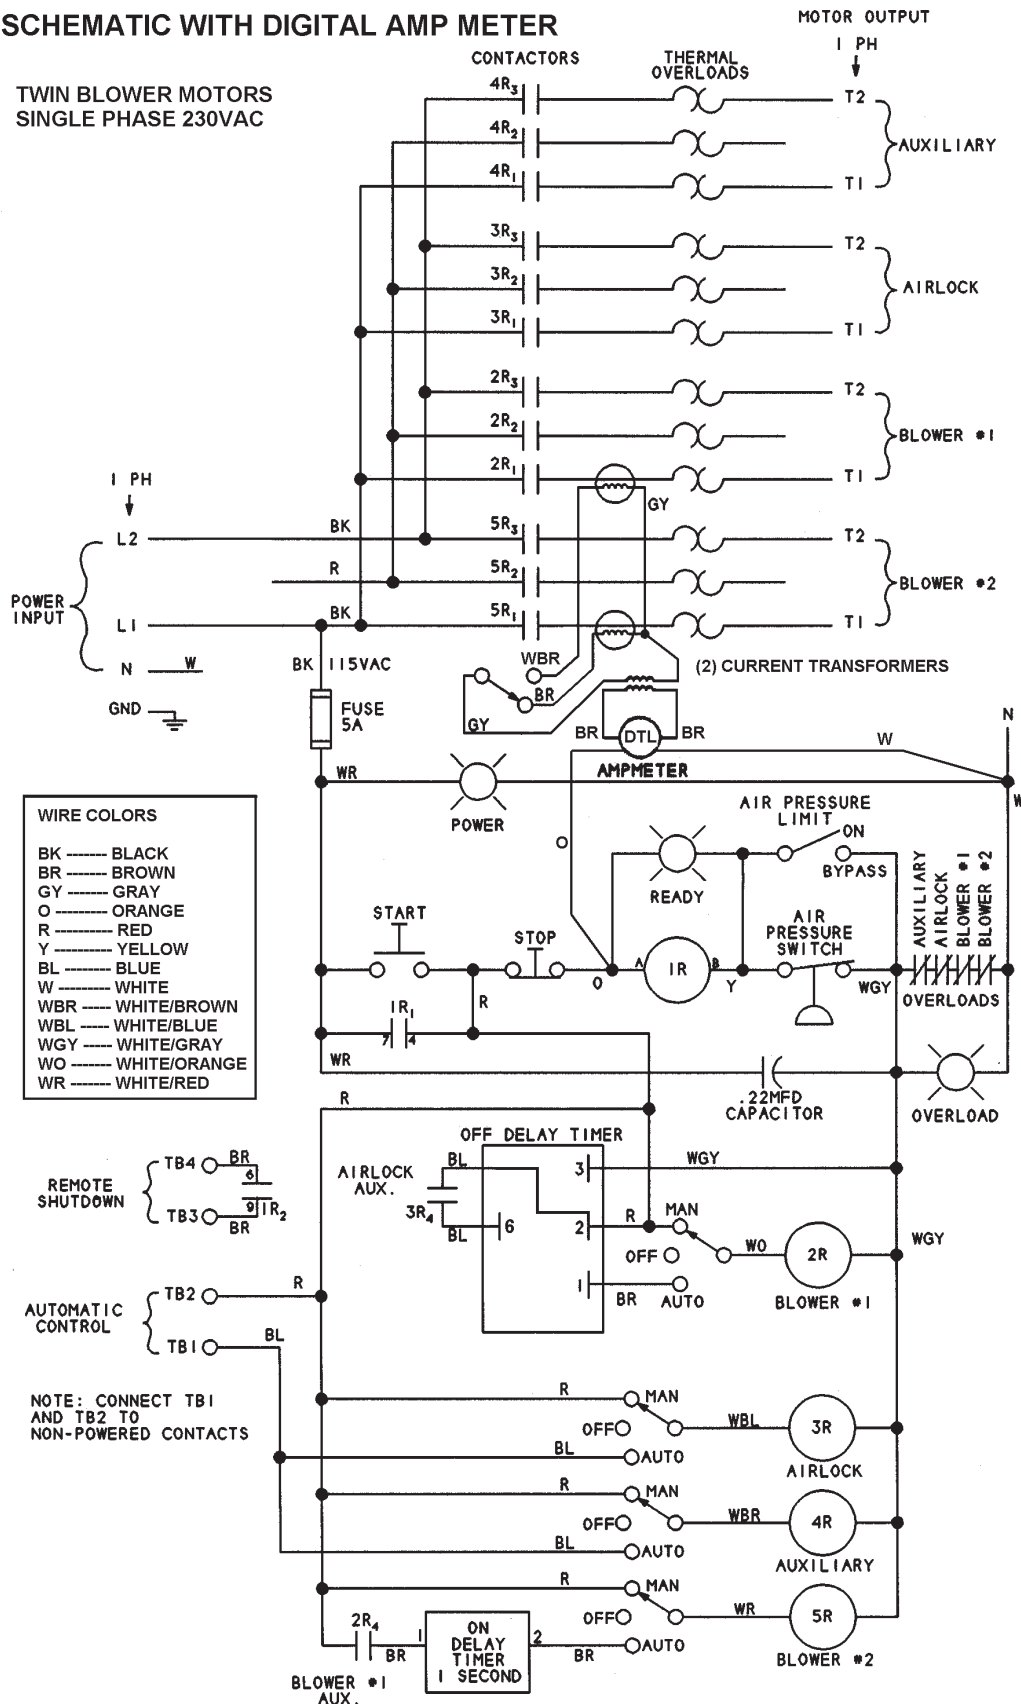 SCHEMATIC WITH DIGITAL AMP METER
MOTOR OUTPUT
1 PH
TWIN BLOWER MOTORS
SINGLE PHASE 230VAC
CONTACTORS
THERMAL
OVERLOADS
4R3
T2
4R2
AUXILIARY
4R1
T1
3R3
T2
3R2
AIRLOCK
3R1
T1
2R3
T2
2R2
BLOWER #1
2R1
T1
GY
1 PH
L2
BK
5R3
T2
R
5R2
BLOWER #2
POWER
INPUT
L1
BK
5R1
T1
N
W
BK 115VAC
WBR
(2) CURRENT TRANSFORMERS
BR
GND
FUSE
5A
GY
BR
DTL
BR
AMPMETER
W
N
WR
W
POWER
AIR PRESSURE
LIMIT
ON
BYPASS
O
READY
WIRE COLORS
BK ------- BLACK
BR ------- BROWN
GY ------- GRAY
O --------- ORANGE
R --------- RED
Y --------- YELLOW
BL ------- BLUE
W -------- WHITE
WBR ----- WHITE/BROWN
WBL ----- WHITE/BLUE
WGY ----- WHITE/GRAY
WO ------- WHITE/ORANGE
WR ------- WHITE/RED
START
STOP
AIR
PRESSURE
SWITCH
AUXILIARY
AIRLOCK
BLOWER #1
BLOWER #2
A
1R
B
O
Y
WGY
OVERLOADS
R
1R1
7
4
WR
.22MFD
CAPACITOR
OVERLOAD
R
OFF DELAY TIMER
TB4
BR
6
REMOTE
SHUTDOWN
9
1R2
TB3
BR
AIRLOCK
AUX.
BL
3R4
BL
3
WGY
6
2
R
MAN
OFF
WO
2R
WGY
1
BR
AUTO
BLOWER #1
TB2
R
AUTOMATIC
CONTROL
TB1
BL
NOTE: CONNECT TB1
AND TB2 TO
NON-POWERED CONTACTS
R
MAN
OFF
WBL
3R
BL
AUTO
AIRLOCK
R
MAN
OFF
WBR
4R
BL
AUTO
AUXILIARY
R
MAN
OFF
WR
5R
2R4
BR
1
ON
DELAY
TIMER
1 SECOND
2
BR
AUTO
BLOWER #2
BLOWER #1
AUX.